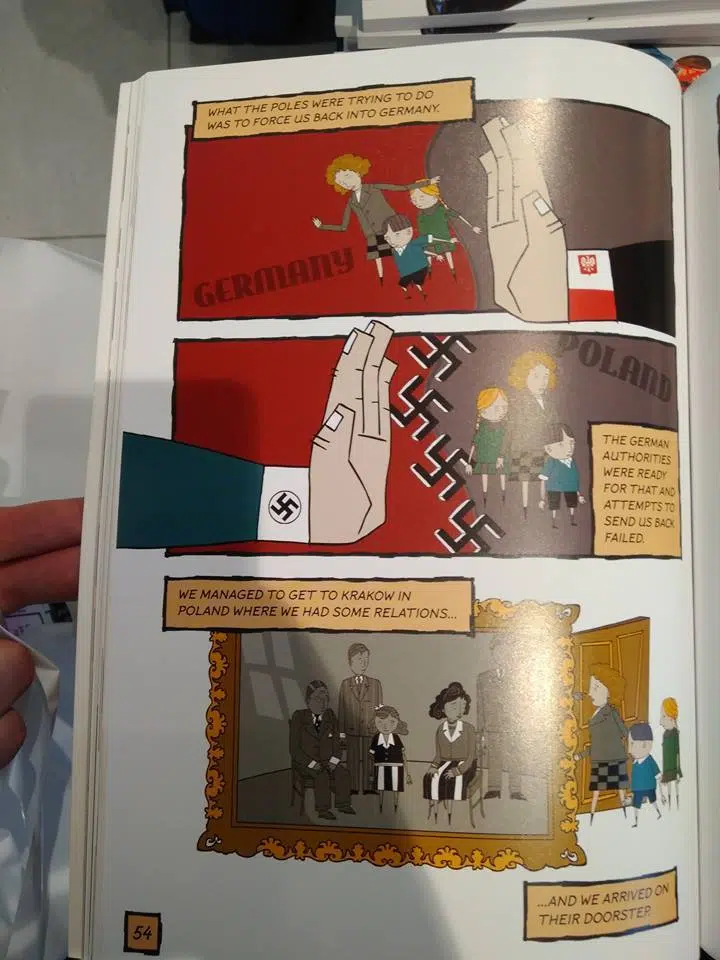 WHAT THE POLES WERE TRYING TO DO
WAS TO FORCE US BACK INTO GERMANY.
GERMANY
POLAND
THE GERMAN
AUTHORITIES
WERE READY
FOR THAT AND
ATTEMPTS TO
SEND US BACK
FAILED.
WE MANAGED TO GET TO KRAKOW IN
POLAND WHERE WE HAD SOME RELATIONS...
...AND WE ARRIVED ON
THEIR DOORSTEP.
54